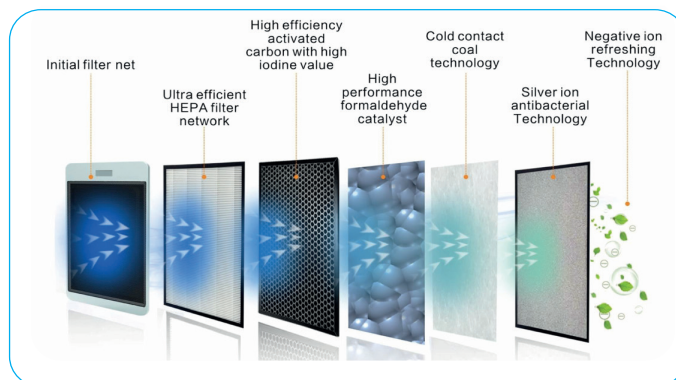 Initial filter net
Ultra efficient
HEPA filter
network
High efficiency
activated
carbon with high
iodine value
High
performance
formaldehyde
catalyst
Cold contact
coal
technology
Silver ion
antibacterial
Technology
Negative ion
refreshing
Technology